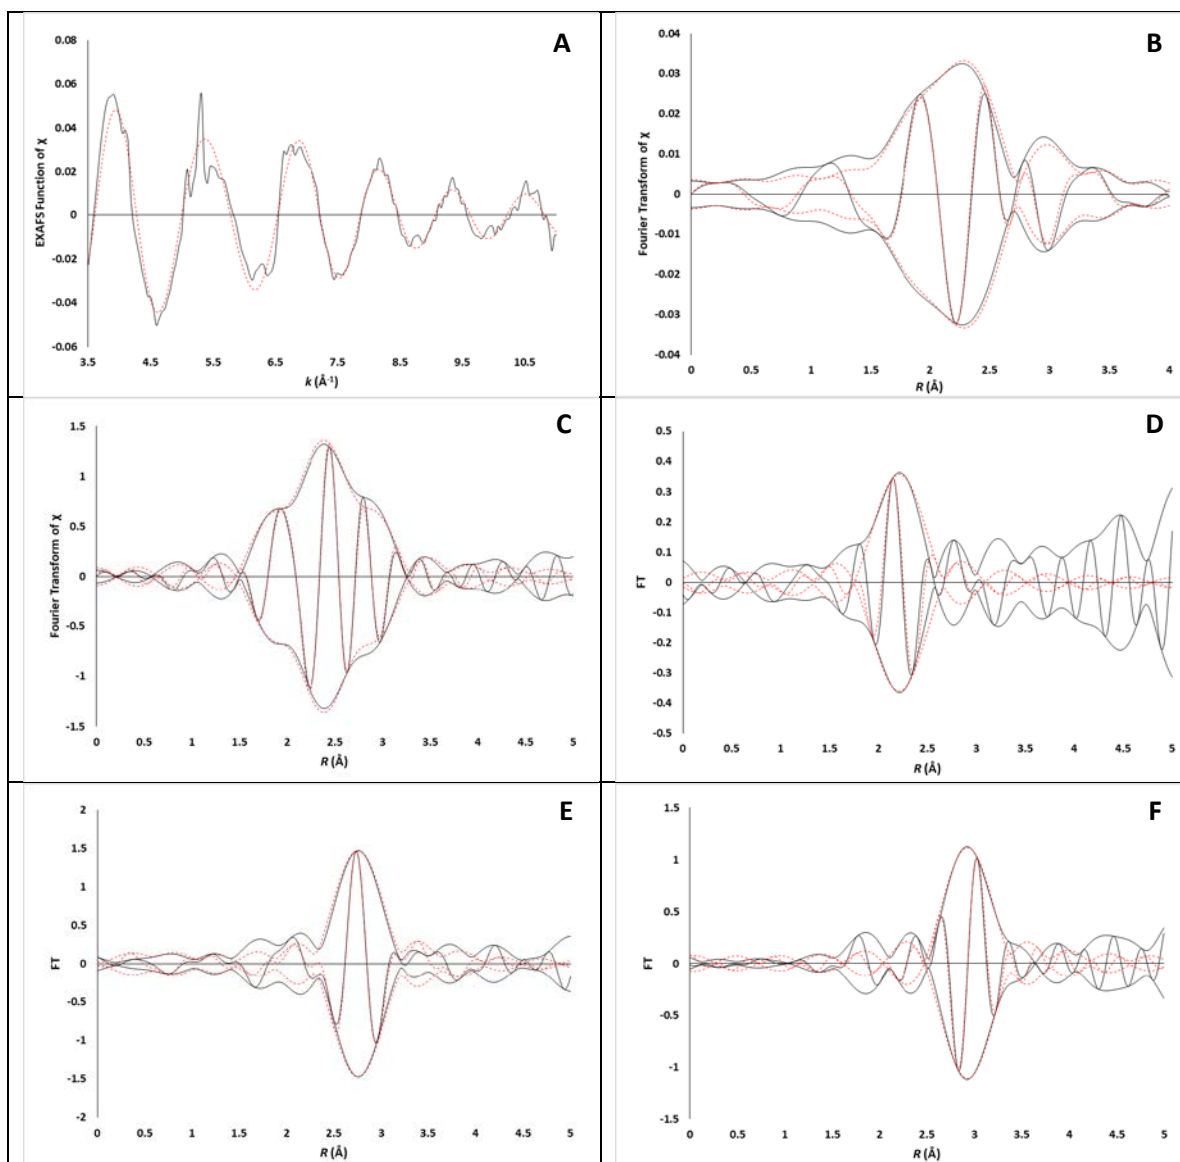 A
EXAFS Function of χ
0.08
0.06
0.04
0.02
0
-0.02
-0.04
-0.06
3.5 4.5 5.5 6.5 7.5 8.5 9.5 10.5
k (Å-1)
B
Fourier Transform of χ
0.04
0.03
0.02
0.01
0
-0.01
-0.02
-0.03
-0.04
0 0.5 1 1.5 2 2.5 3 3.5 4
R (Å)
C
Fourier Transform of χ
1.5
1
0.5
0
-0.5
-1
-1.5
0 0.5 1 1.5 2 2.5 3 3.5 4 4.5 5
R (Å)
D
FT
0.5
0.4
0.3
0.2
0.1
0
-0.1
-0.2
-0.3
-0.4
-0.5
0 0.5 1 1.5 2 2.5 3 3.5 4 4.5 5
R (Å)
E
FT
2
1.5
1
0.5
0
-0.5
-1
-1.5
-2
0 0.5 1 1.5 2 2.5 3 3.5 4 4.5 5
R (Å)
F
FT
1.5
1
0.5
0
-0.5
-1
-1.5
0 0.5 1 1.5 2 2.5 3 3.5 4 4.5 5
R (Å)